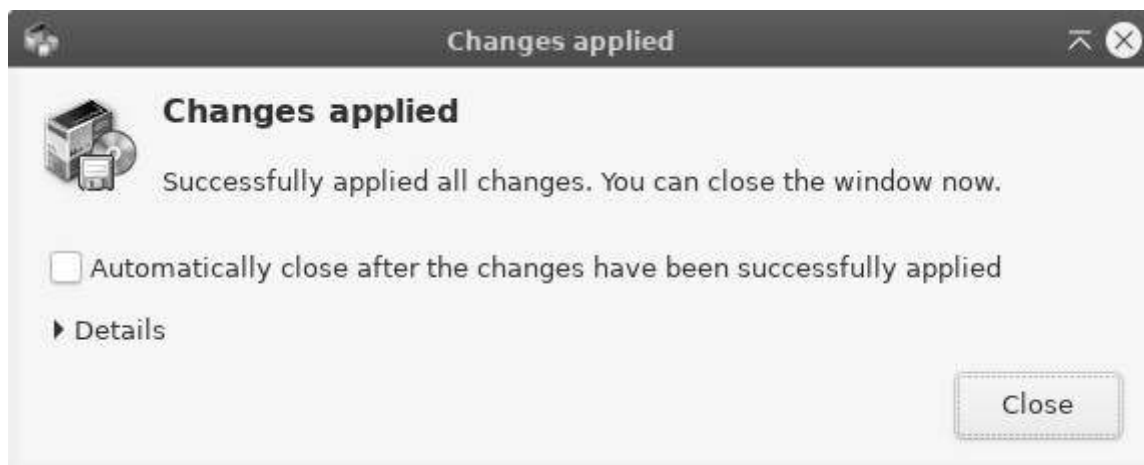 Changes applied
Changes applied
Successfully applied all changes. You can close the window now.
Automatically close after the changes have been successfully applied
Details
Close